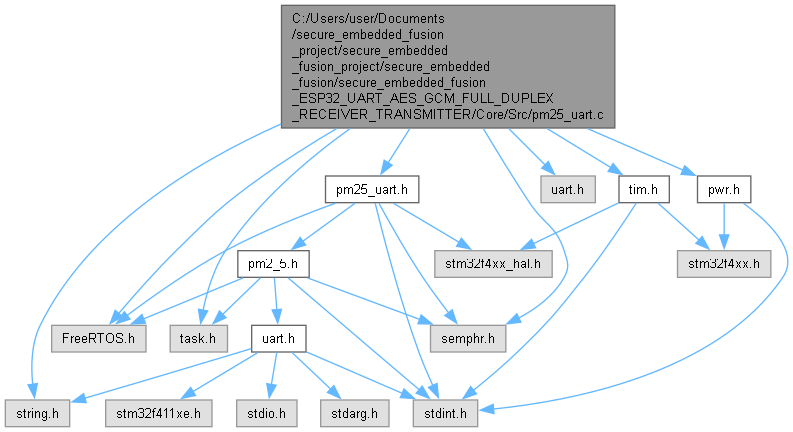 C:/Users/user/Documents
/secure_embedded_fusion
_project/secure_embedded
_fusion_project/secure_embedded
_fusion/secure_embedded_fusion
_ESP32_UART_AES_GCM_FULL_DUPLEX
_RECEIVER_TRANSMITTER/Core/Src/pm25_uart.c
pm25_uart.h
uart.h
tim.h
pwr.h
pm2_5.h
stm32f4xx_hal.h
stm32f4xx.h
FreeRTOS.h
task.h
uart.h
semphr.h
string.h
stm32f411xe.h
stdio.h
stdarg.h
stdint.h